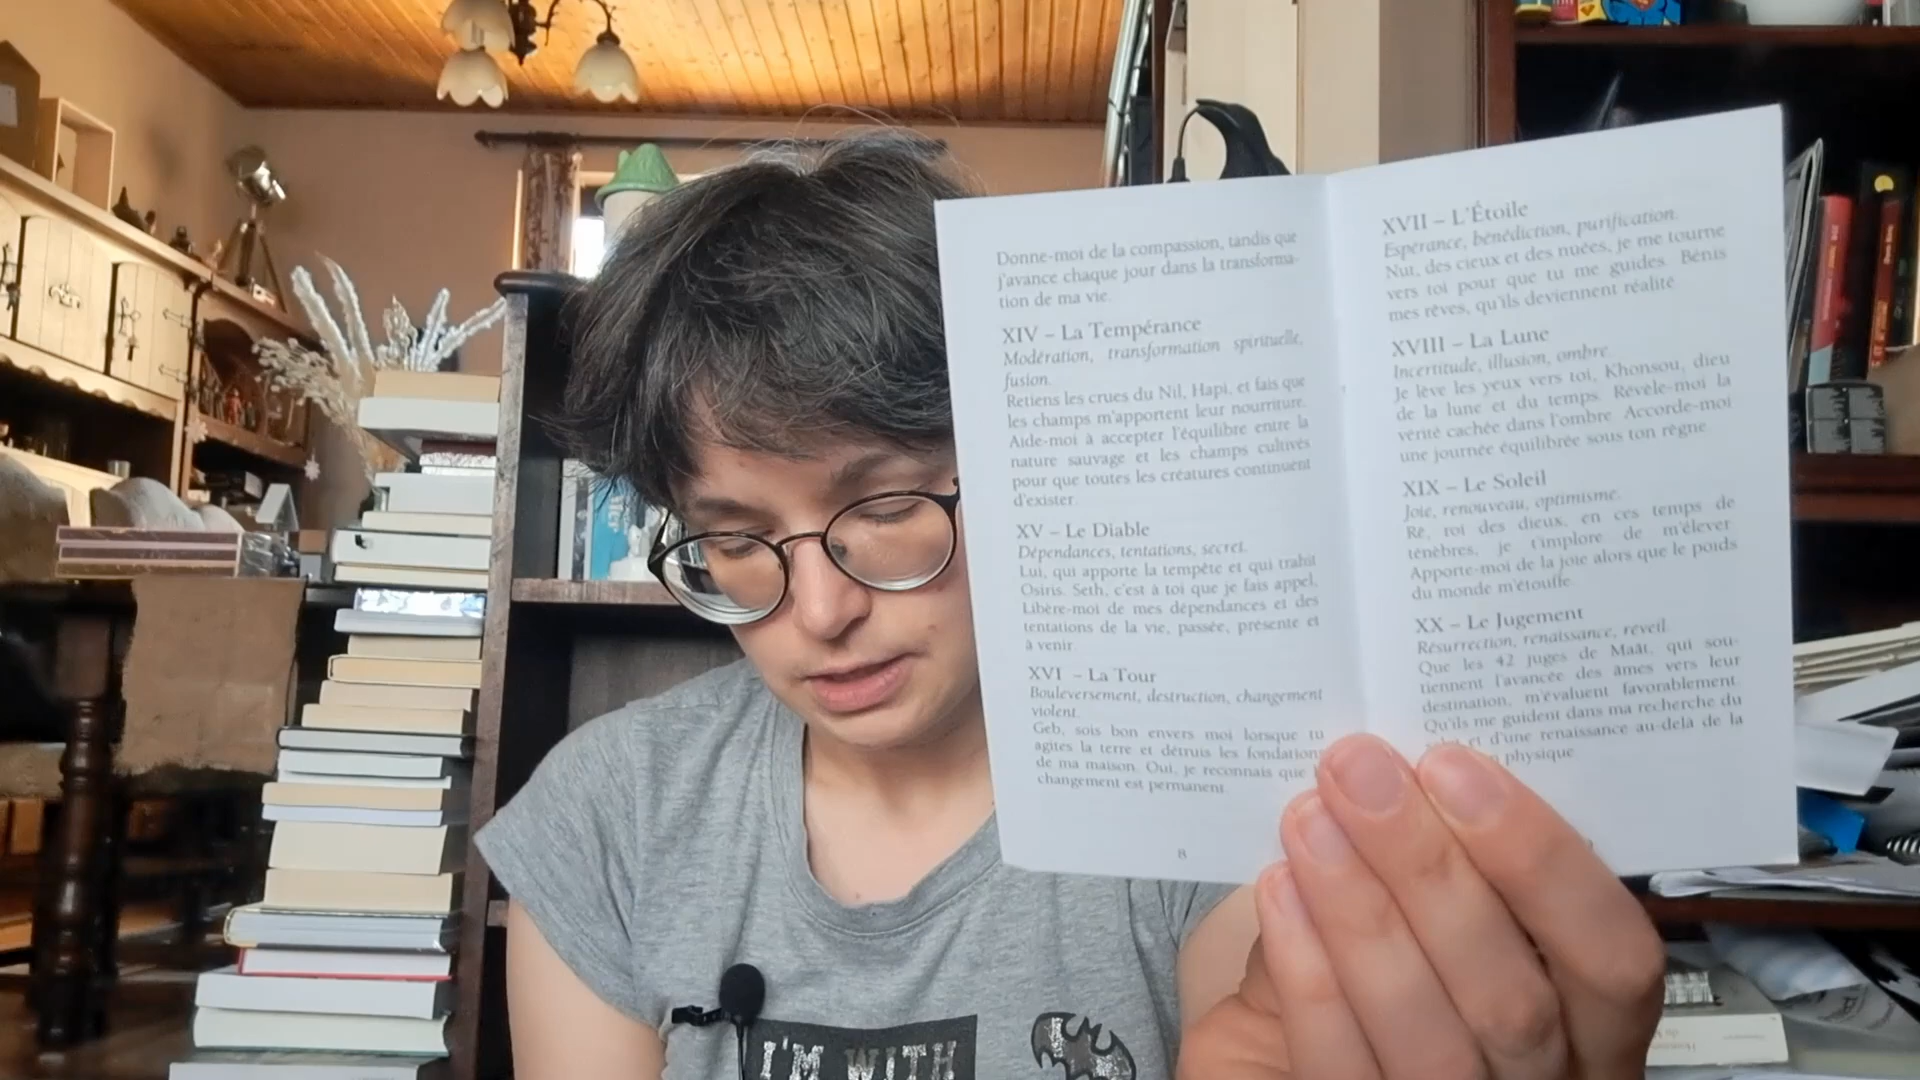 Donne-moi de la compassion, tandis que
j'avance chaque jour dans la transforma-
tion de ma vie.
XIV – La Tempérance
Modération, transformation spirituelle,
fusion.
Retiens les crues du Nil, Hapi, et fais que
les champs m'apportent leur nourriture.
Aide-moi à accepter l'équilibre entre la
nature sauvage et les champs cultivés
pour que toutes les créatures continuent
d'exister.
XV – Le Diable
Dépendances, tentations, secret.
Lui, qui apporte la tempête et qui trahit
Osiris. Seth, c'est à toi que je fais appel.
Libère-moi de mes dépendances et des
tentations de la vie, passée, présente et
à venir.
XVI – La Tour
Bouleversement, destruction, changement
violent.
Geb, sois bon envers moi lorsque tu
agites la terre et détruis les fondations
de ma maison. Oui, je reconnais que
changement est permanent.
8
XVII – L'Étoile
Espérance, bénédiction, purification.
Nut, des cieux et des nuées, je me tourne
vers toi pour que tu me guides. Bénis
mes rêves, qu'ils deviennent réalité.
XVIII – La Lune
Incertitude, illusion, ombre.
Je lève les yeux vers toi, Khonsou, dieu
de la lune et du temps. Révèle-moi la
vérité cachée dans l'ombre. Accorde-moi
une journée équilibrée sous ton règne.
XIX – Le Soleil
Joie, renouveau, optimisme.
Rê, roi des dieux, en ces temps de
ténèbres, je t'implore de m'élever.
Apporte-moi de la joie alors que le poids
du monde m'étouffe.
XX – Le Jugement
Résurrection, renaissance, réveil.
Que les 42 juges de Maât, qui sou-
tiennent l'avancée des âmes vers leur
destination, m'évaluent favorablement.
Qu'ils me guident dans ma recherche du
et d'une renaissance au-delà de la
physique.
I'M WITH